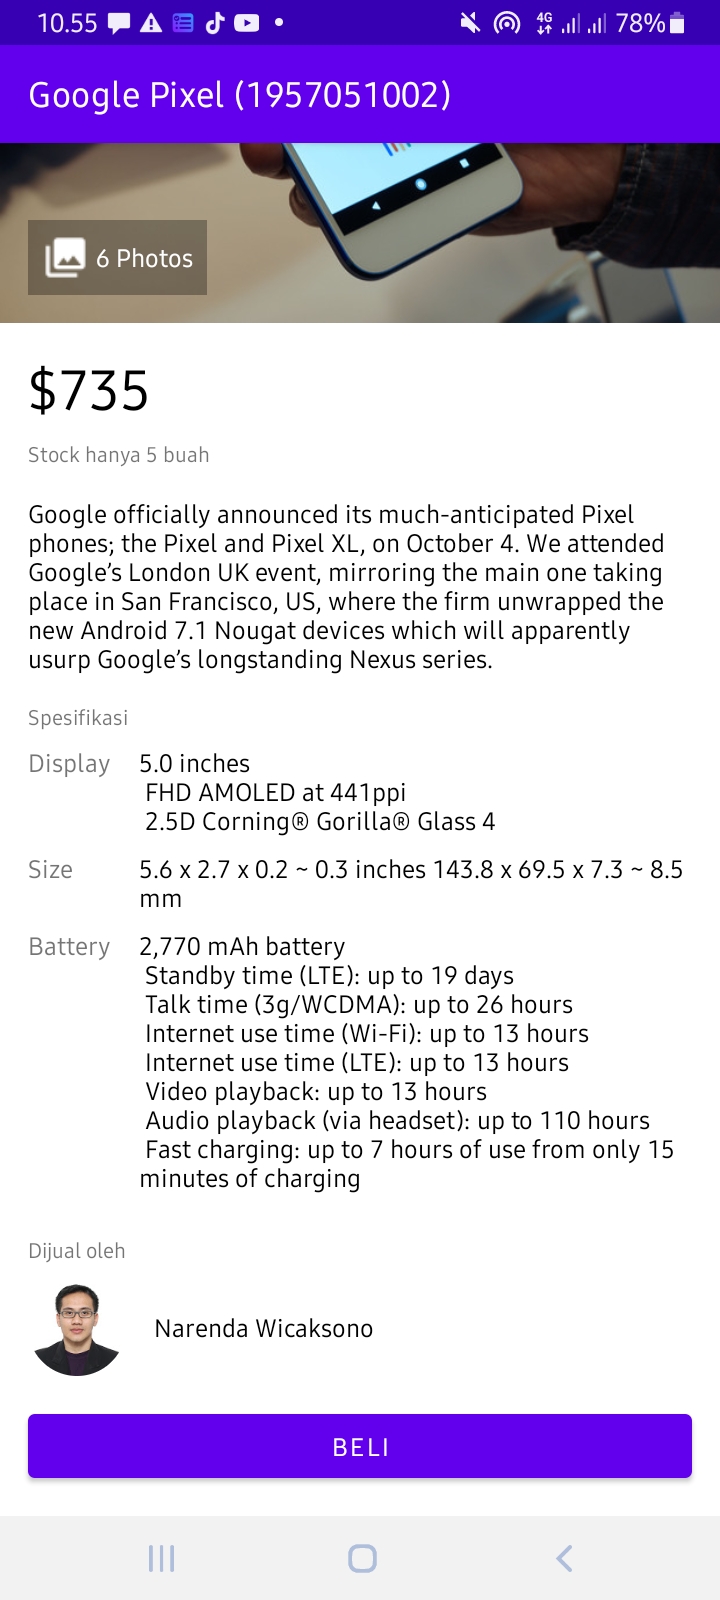 10.55
4G
78%
Google Pixel (1957051002)
6 Photos
$735
Stock hanya 5 buah
Google officially announced its much-anticipated Pixel
phones; the Pixel and Pixel XL, on October 4. We attended
Google’s London UK event, mirroring the main one taking
place in San Francisco, US, where the firm unwrapped the
new Android 7.1 Nougat devices which will apparently
usurp Google’s longstanding Nexus series.
Spesifikasi
Display 5.0 inches
FHD AMOLED at 441ppi
2.5D Corning® Gorilla® Glass 4
Size 5.6 x 2.7 x 0.2 ~ 0.3 inches 143.8 x 69.5 x 7.3 ~ 8.5
mm
Battery 2,770 mAh battery
Standby time (LTE): up to 19 days
Talk time (3g/WCDMA): up to 26 hours
Internet use time (Wi-Fi): up to 13 hours
Internet use time (LTE): up to 13 hours
Video playback: up to 13 hours
Audio playback (via headset): up to 110 hours
Fast charging: up to 7 hours of use from only 15
minutes of charging
Dijual oleh
Narenda Wicaksono
BELI